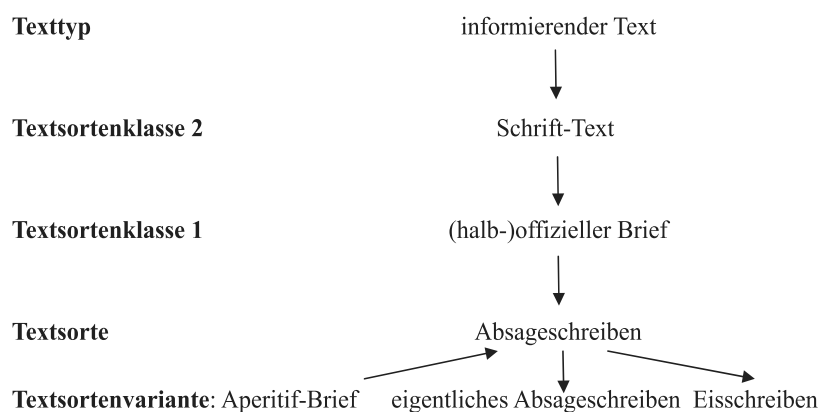 Texttyp informierender Text
Textsortenklasse 2 Schrift-Text
Textsortenklasse 1 (halb-)offizieller Brief
Textsorte Absageschreiben
Textsortenvariante: Aperitif-Brief eigentliches Absageschreiben Eisschreiben